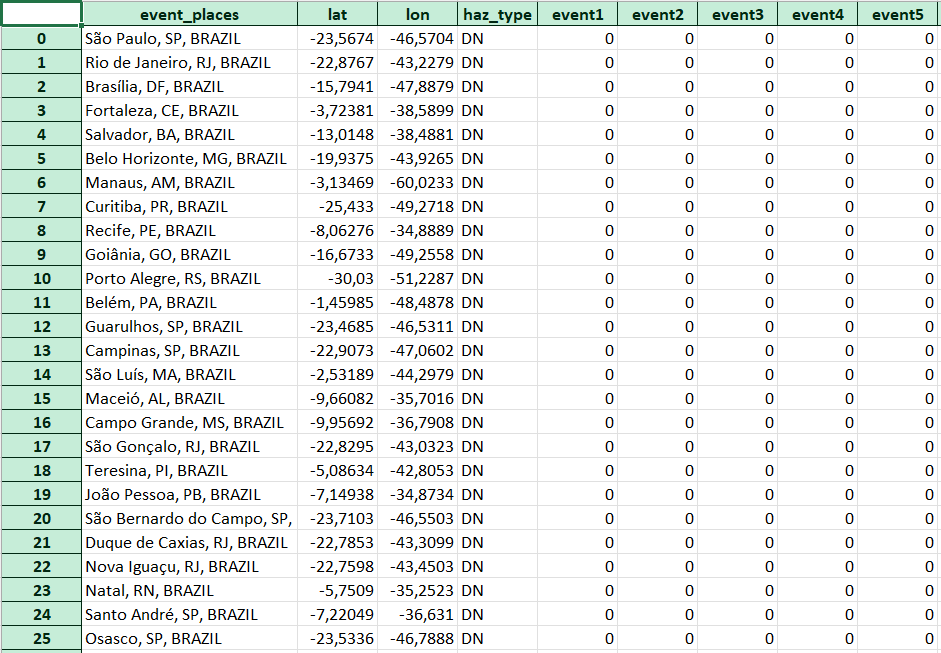 event_places lat lon haz_type event1 event2 event3 event4 event5
0 São Paulo, SP, BRAZIL -23,5674 -46,5704 DN 0 0 0 0 0
1 Rio de Janeiro, RJ, BRAZIL -22,8767 -43,2279 DN 0 0 0 0 0
2 Brasília, DF, BRAZIL -15,7941 -47,8879 DN 0 0 0 0 0
3 Fortaleza, CE, BRAZIL -3,72381 -38,5899 DN 0 0 0 0 0
4 Salvador, BA, BRAZIL -13,0148 -38,4881 DN 0 0 0 0 0
5 Belo Horizonte, MG, BRAZIL -19,9375 -43,9265 DN 0 0 0 0 0
6 Manaus, AM, BRAZIL -3,13469 -60,0233 DN 0 0 0 0 0
7 Curitiba, PR, BRAZIL -25,433 -49,2718 DN 0 0 0 0 0
8 Recife, PE, BRAZIL -8,06276 -34,8889 DN 0 0 0 0 0
9 Goiânia, GO, BRAZIL -16,6733 -49,2558 DN 0 0 0 0 0
10 Porto Alegre, RS, BRAZIL -30,03 -51,2287 DN 0 0 0 0 0
11 Belém, PA, BRAZIL -1,45985 -48,4878 DN 0 0 0 0 0
12 Guarulhos, SP, BRAZIL -23,4685 -46,5311 DN 0 0 0 0 0
13 Campinas, SP, BRAZIL -22,9073 -47,0602 DN 0 0 0 0 0
14 São Luís, MA, BRAZIL -2,53189 -44,2979 DN 0 0 0 0 0
15 Maceió, AL, BRAZIL -9,66082 -35,7016 DN 0 0 0 0 0
16 Campo Grande, MS, BRAZIL -9,95692 -36,7908 DN 0 0 0 0 0
17 São Gonçalo, RJ, BRAZIL -22,8295 -43,0323 DN 0 0 0 0 0
18 Teresina, PI, BRAZIL -5,08634 -42,8053 DN 0 0 0 0 0
19 João Pessoa, PB, BRAZIL -7,14938 -34,8734 DN 0 0 0 0 0
20 São Bernardo do Campo, SP, -23,7103 -46,5503 DN 0 0 0 0 0
21 Duque de Caxias, RJ, BRAZIL -22,7853 -43,3099 DN 0 0 0 0 0
22 Nova Iguaçu, RJ, BRAZIL -22,7598 -43,4503 DN 0 0 0 0 0
23 Natal, RN, BRAZIL -5,7509 -35,2523 DN 0 0 0 0 0
24 Santo André, SP, BRAZIL -7,22049 -36,631 DN 0 0 0 0 0
25 Osasco, SP, BRAZIL -23,5336 -46,7888 DN 0 0 0 0 0